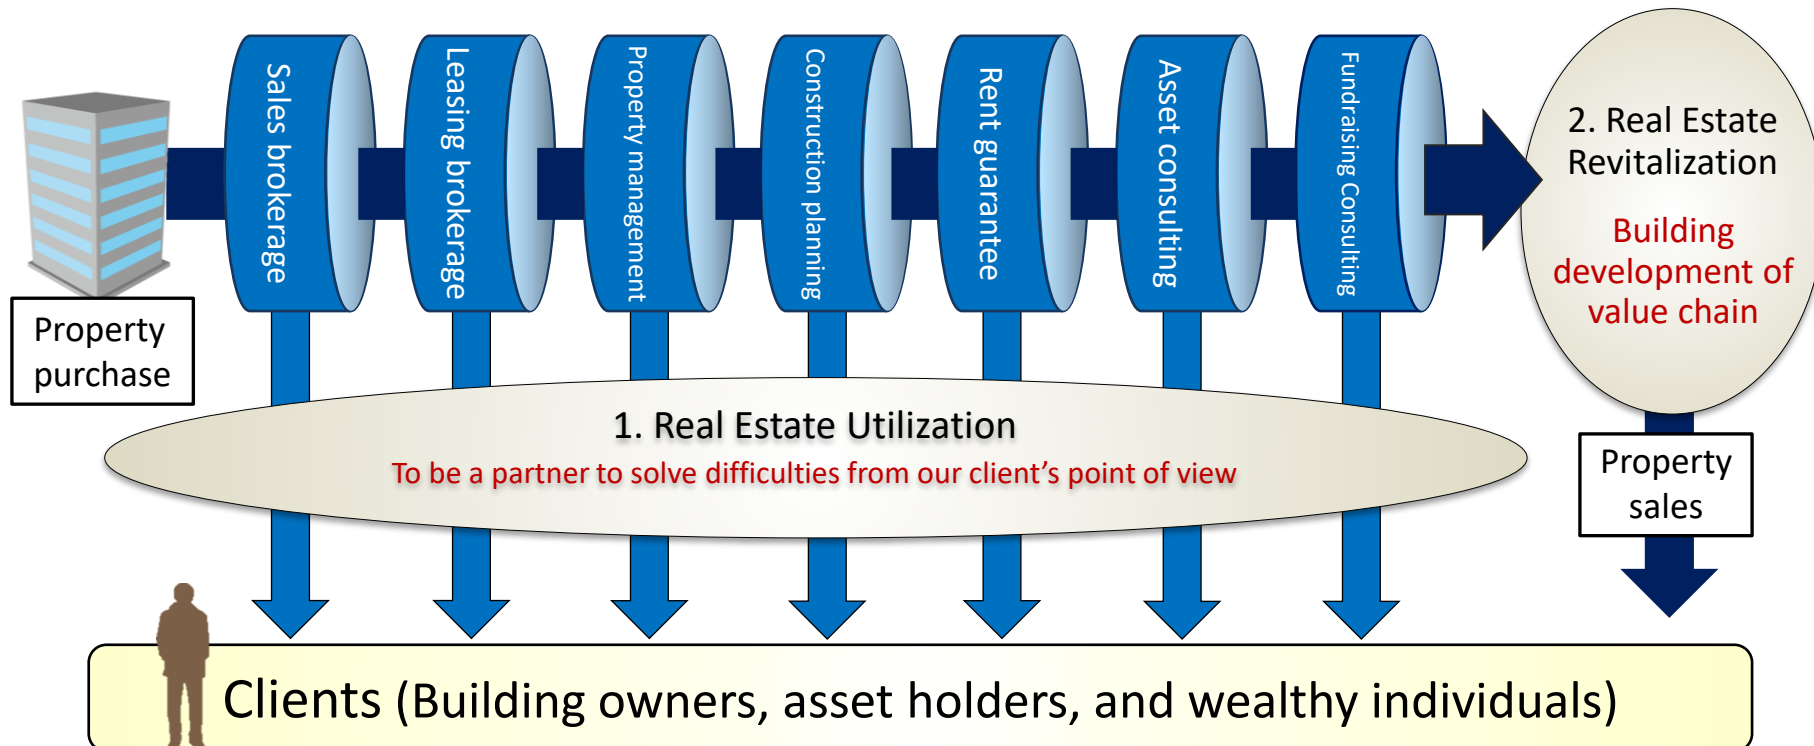 Sales brokerage
Leasing brokerage
Property management
Construction planning
Rent guarantee
Asset consulting
Fundraising Consulting
2. Real Estate
Revitalization
Building
development of
value chain
Property
purchase
1. Real Estate Utilization
To be a partner to solve difficulties from our client’s point of view
Property
sales
Clients (Building owners, asset holders, and wealthy individuals)